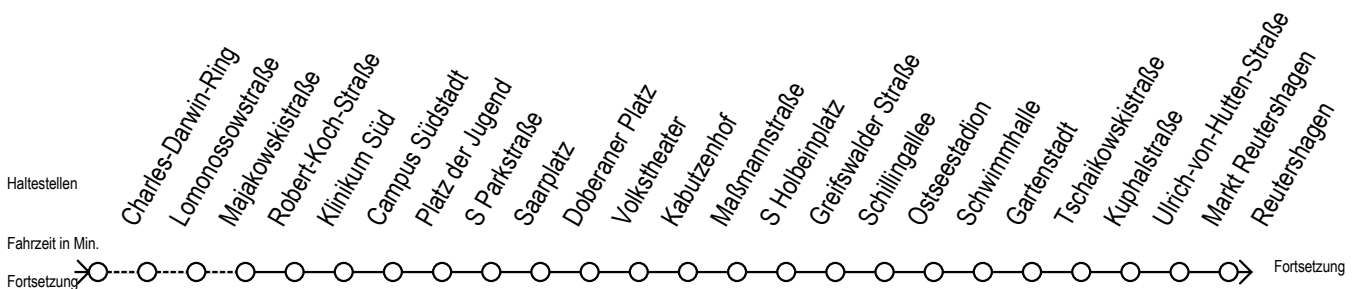 Haltestellen
Charles-Darwin-Ring
Lomonossowstraße
Majakowskistraße
Robert-Koch-Straße
Klinikum Süd
Campus Südstadt
Platz der Jugend
S Parkstraße
Saarplatz
Doberaner Platz
Volkstheater
Kabutzenhof
Maßmannstraße
S Holbeinplatz
Greifswalder Straße
Schillingallee
Ostseestadion
Schwimmhalle
Gartenstadt
Tschaikowskistraße
Kuphalstraße
Ulrich-von-Hutten-Straße
Markt Reutershagen
Reutershagen
Fahrzeit in Min.
Fortsetzung
Fortsetzung